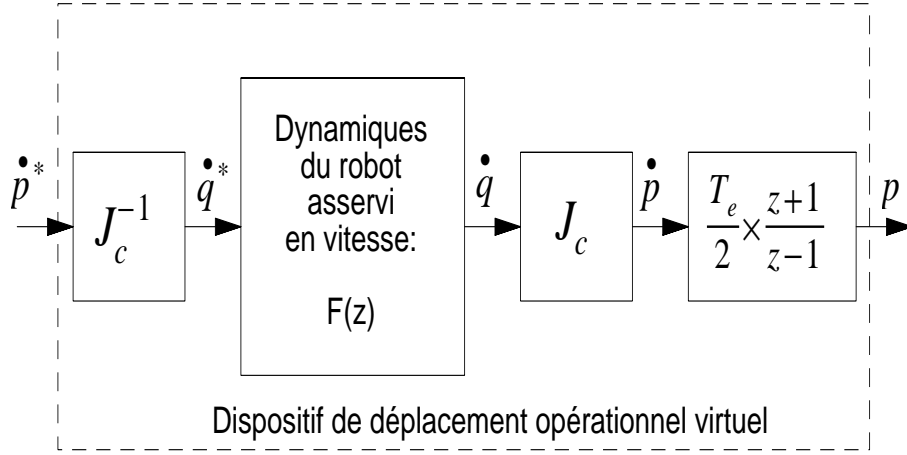 ṗ*
J_c^{-1}
q̇*
Dynamiques
du robot
asservi
en vitesse:
F(z)
q̇
J_c
ṗ
T_e/2 × z+1/z−1
p
Dispositif de déplacement opérationnel virtuel